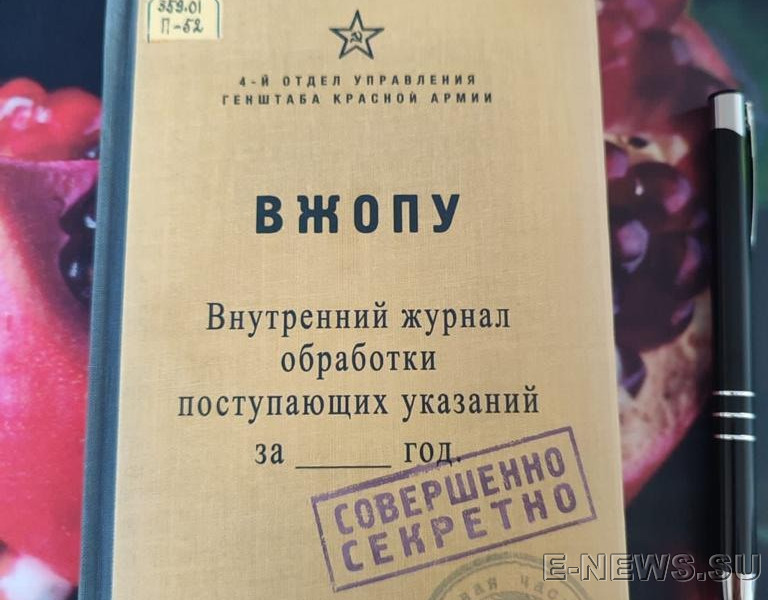 359.01
П-52
4-Й ОТДЕЛ УПРАВЛЕНИЯ
ГЕНШТАБА КРАСНОЙ АРМИИ
ВЖОПУ
Внутренний журнал
обработки
поступающих указаний
за ______ год.
СОВЕРШЕННО
СЕКРЕТНО
E-NEWS.SU